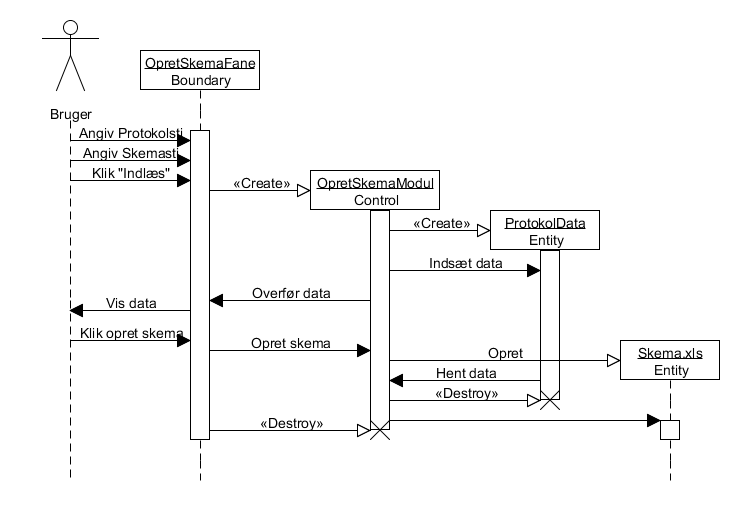 OpretSkemaFane
Boundary
Bruger
Angiv Protokolsti
Angiv Skemasti
Klik "Indlæs"
«Create»
OpretSkemaModul
Control
«Create»
ProtokolData
Entity
Indsæt data
Overfør data
Vis data
Klik opret skema
Opret skema
Opret
Skema.xls
Entity
Hent data
«Destroy»
«Destroy»